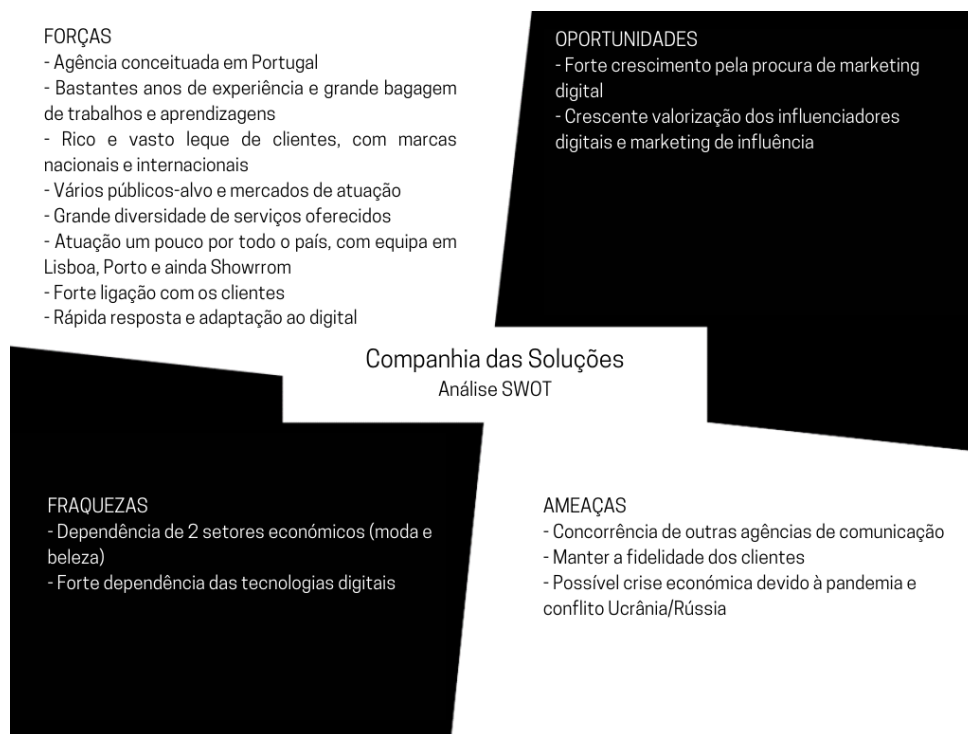 FORÇAS
- Agência conceituada em Portugal
- Bastantes anos de experiência e grande bagagem
de trabalhos e aprendizagens
- Rico e vasto leque de clientes, com marcas
nacionais e internacionais
- Vários públicos-alvo e mercados de atuação
- Grande diversidade de serviços oferecidos
- Atuação um pouco por todo o país, com equipa em
Lisboa, Porto e ainda Showrrom
- Forte ligação com os clientes
- Rápida resposta e adaptação ao digital
OPORTUNIDADES
- Forte crescimento pela procura de marketing
digital
- Crescente valorização dos influenciadores
digitais e marketing de influência
Companhia das Soluções
Análise SWOT
FRAQUEZAS
- Dependência de 2 setores económicos (moda e
beleza)
- Forte dependência das tecnologias digitais
AMEAÇAS
- Concorrência de outras agências de comunicação
- Manter a fidelidade dos clientes
- Possível crise económica devido à pandemia e
conflito Ucrânia/Rússia